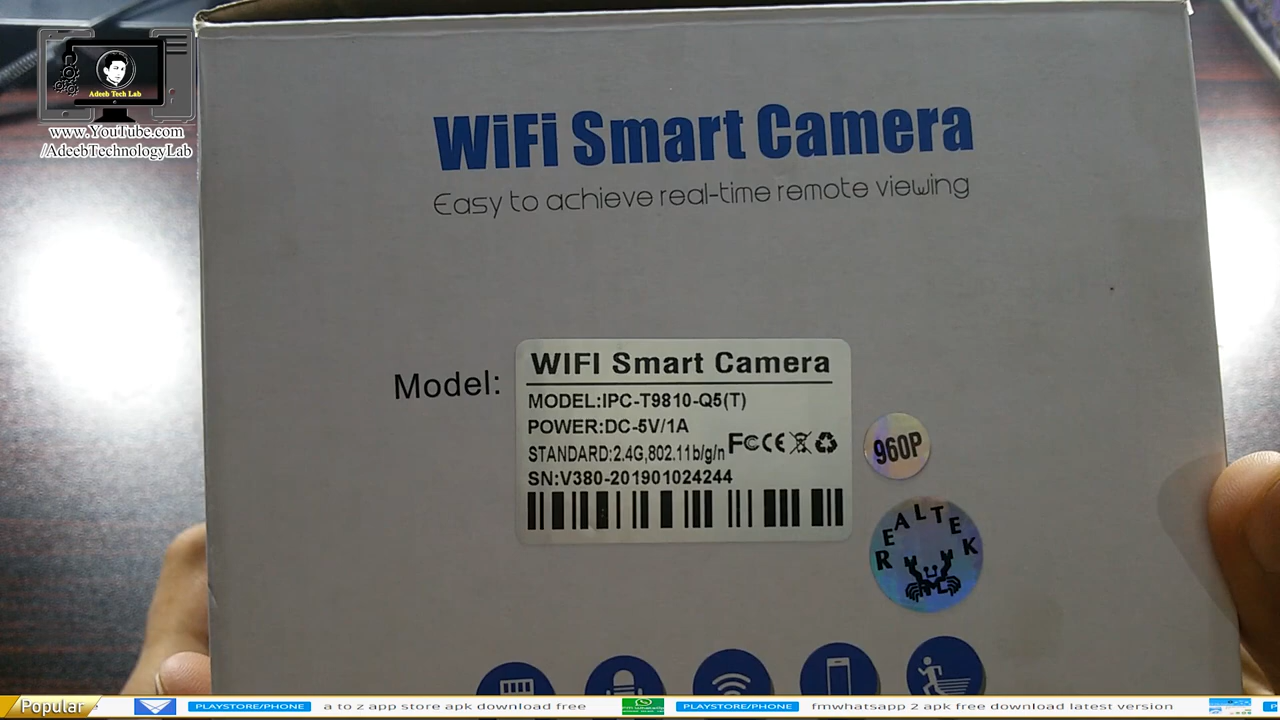 Adeeb Tech Lab
www.YouTube.com
/AdeebTechnologyLab
WiFi Smart Camera
Easy to achieve real-time remote viewing
Model:
WIFI Smart Camera
MODEL:IPC-T9810-Q5(T)
POWER:DC-5V/1A
STANDARD:2.4G,802.11b/g/n FC CE
SN:V380-201901024244
960P
REALTEK
Popular PLAYSTORE/PHONE a to z app store apk download free PLAYSTORE/PHONE fmwhatsapp 2 apk free download latest version